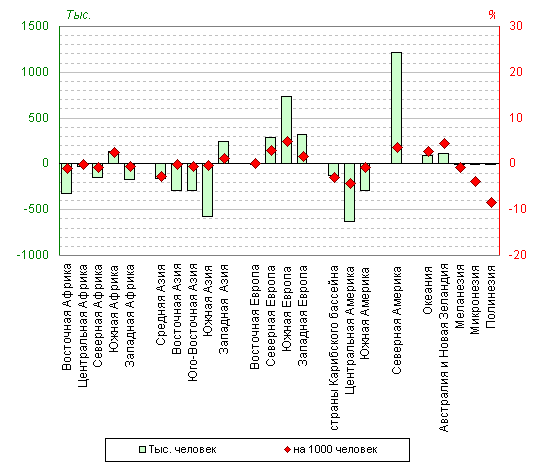 Тыс.
%
1500
1000
500
0
-500
-1000
30
20
10
0
-10
-20
Восточная Африка
Центральная Африка
Северная Африка
Южная Африка
Западная Африка
Средняя Азия
Восточная Азия
Юго-Восточная Азия
Южная Азия
Западная Азия
Восточная Европа
Северная Европа
Южная Европа
Западная Европа
страны Карибского бассейна
Центральная Америка
Южная Америка
Северная Америка
Океания
Австралия и Новая Зеландия
Меланезия
Микронезия
Полинезия
Тыс. человек
на 1000 человек